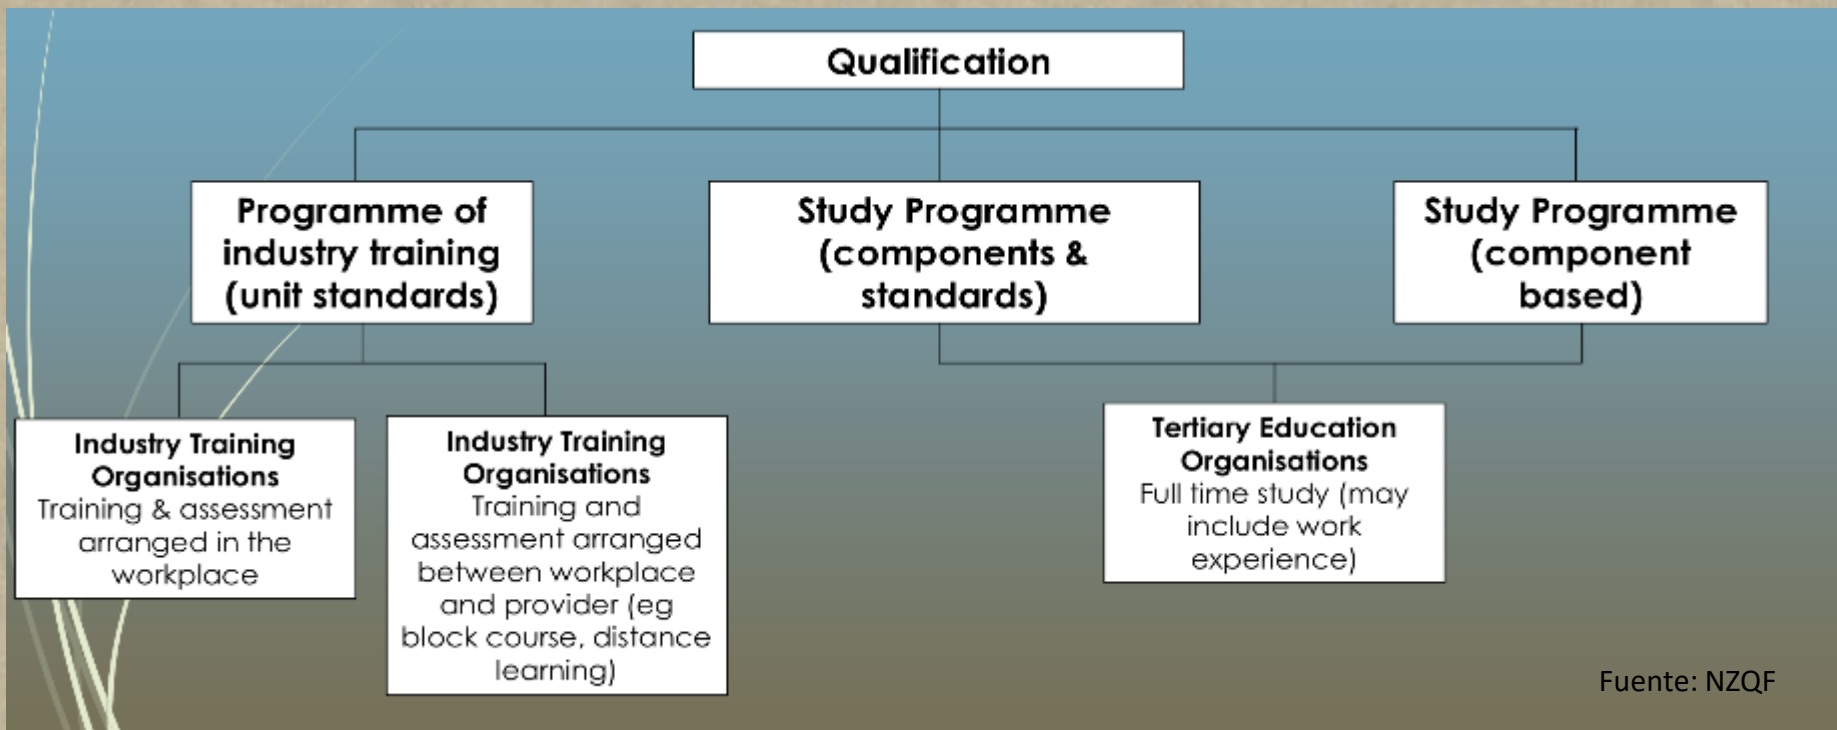 Qualification
Programme of
industry training
(unit standards)
Study Programme
(components &
standards)
Study Programme
(component
based)
Industry Training
Organisations
Training & assessment
arranged in the
workplace
Industry Training
Organisations
Training and
assessment arranged
between workplace
and provider (eg
block course, distance
learning)
Tertiary Education
Organisations
Full time study (may
include work
experience)
Fuente: NZQF